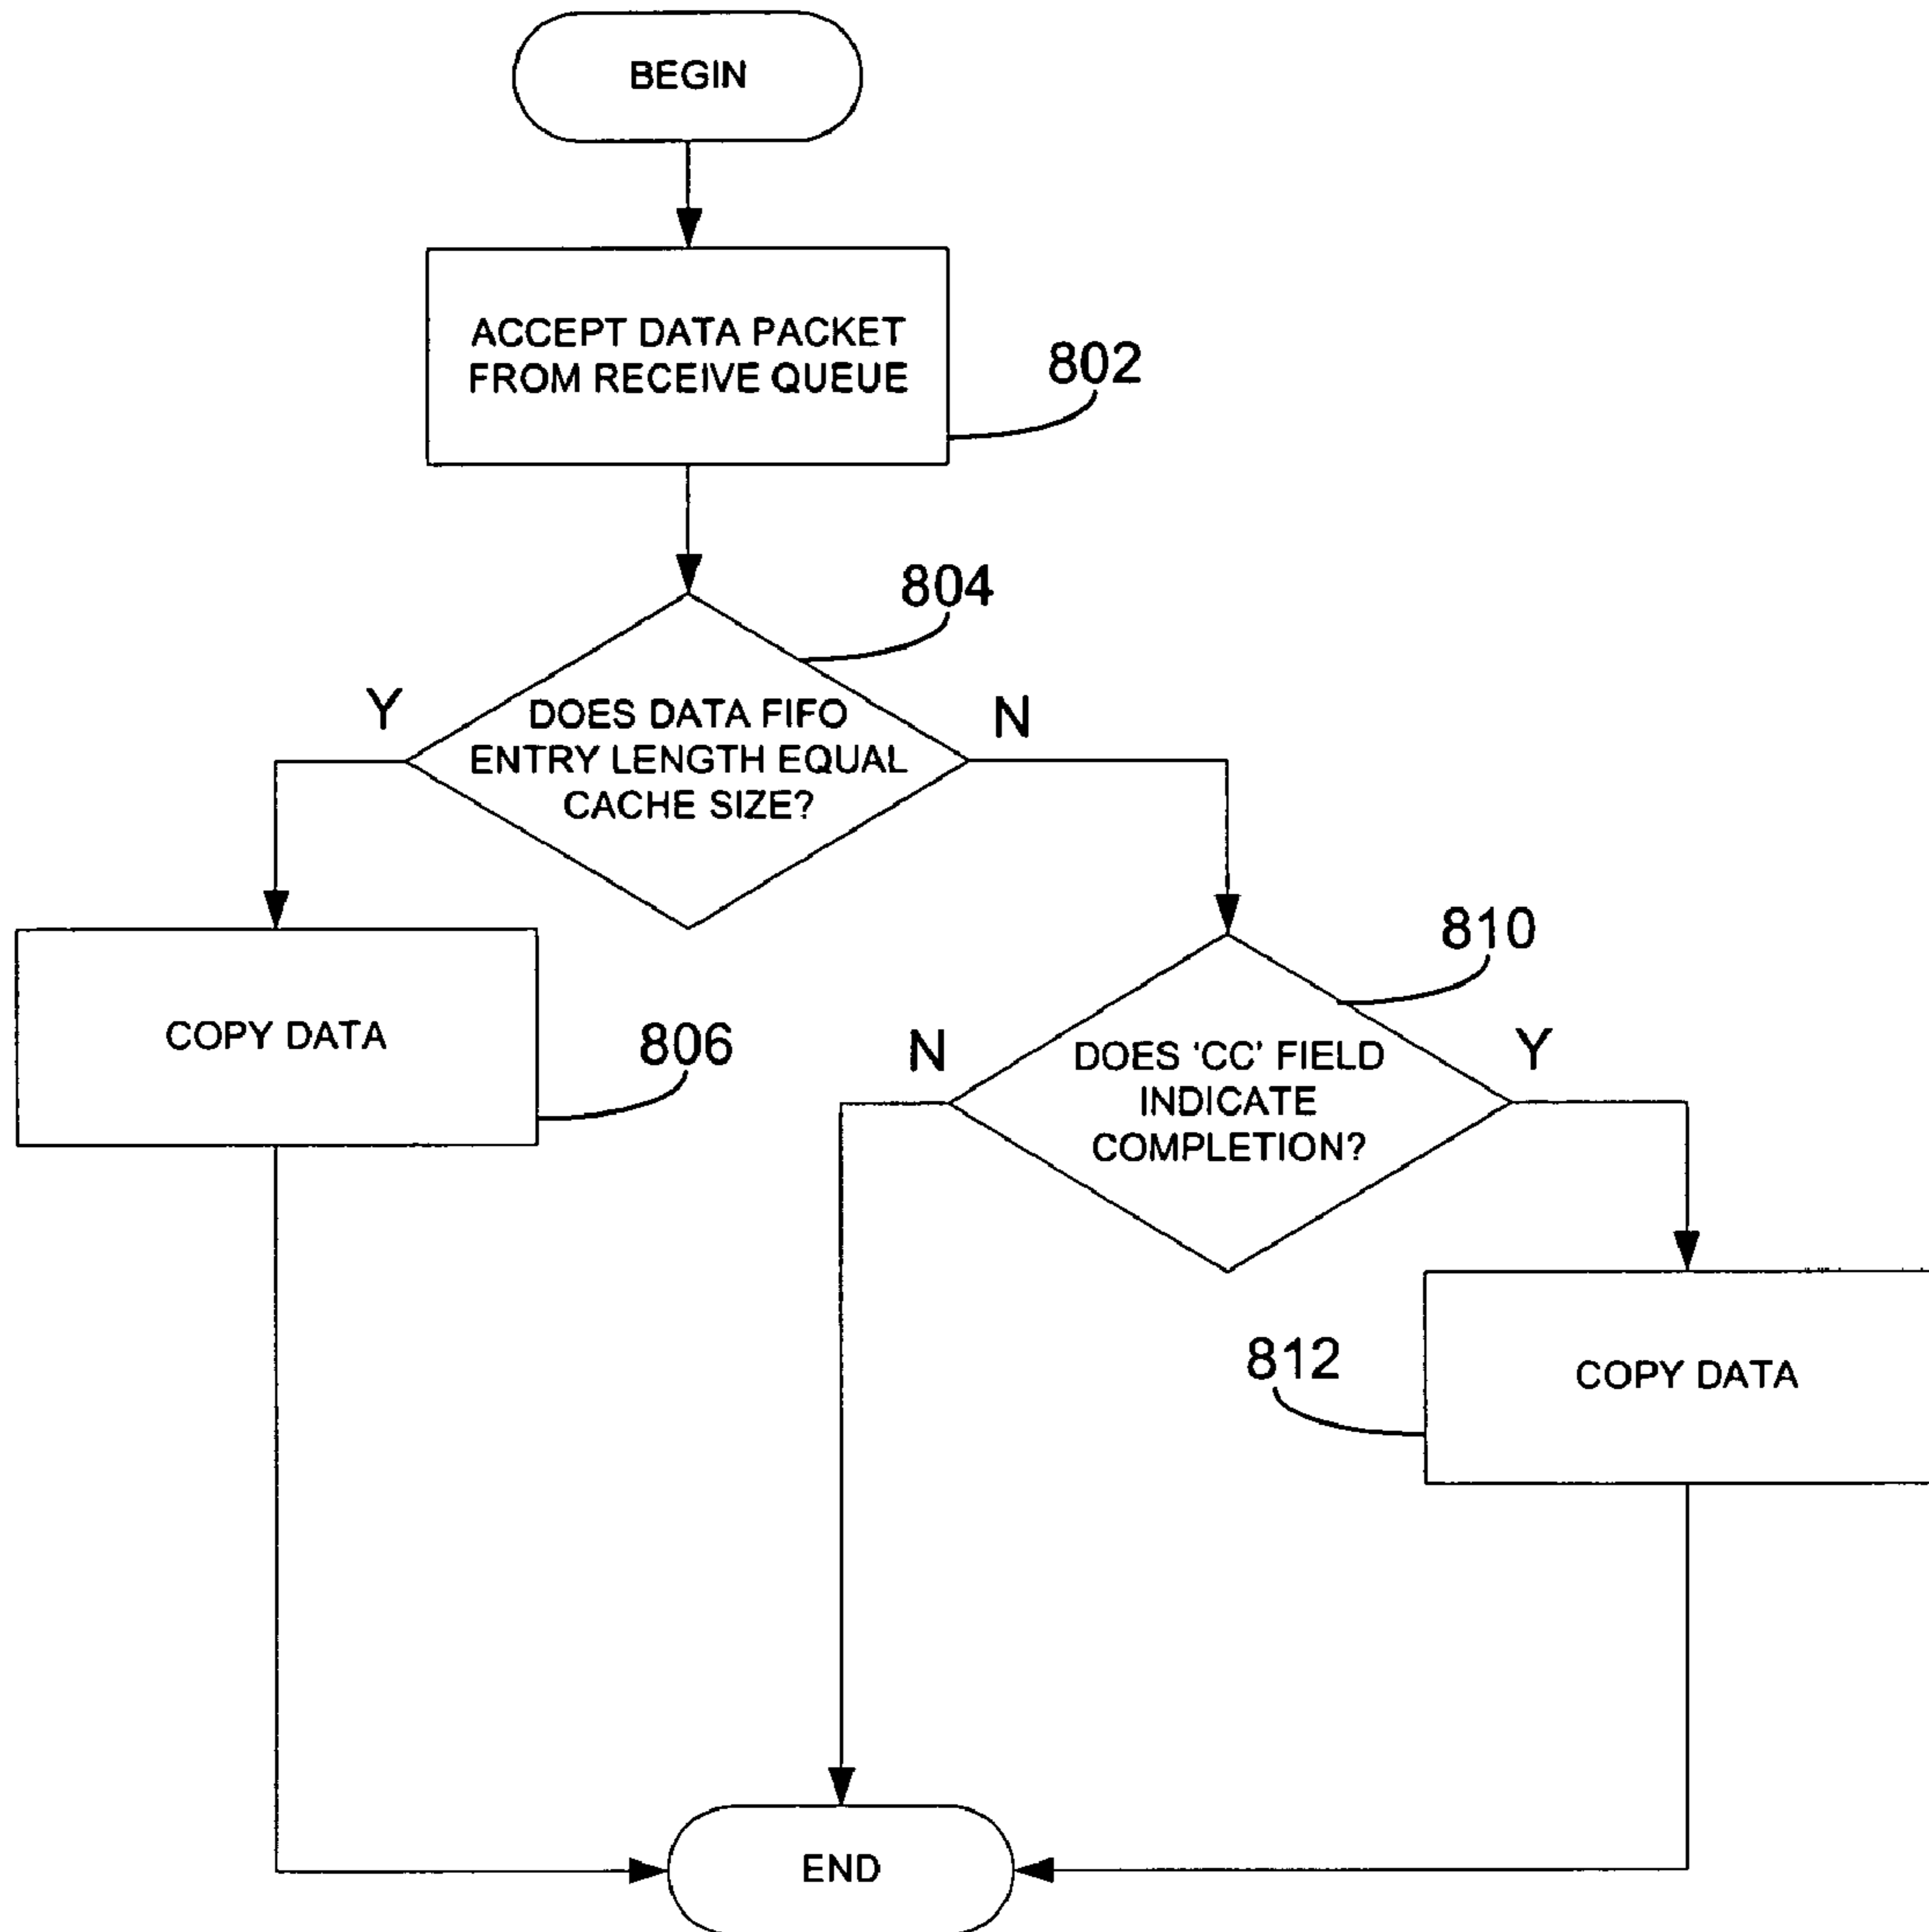 BEGIN
ACCEPT DATA PACKET
FROM RECEIVE QUEUE
802
804
Y
DOES DATA FIFO
ENTRY LENGTH EQUAL
CACHE SIZE?
N
810
COPY DATA
806
N
DOES ‘CC’ FIELD
INDICATE
COMPLETION?
Y
812
COPY DATA
END